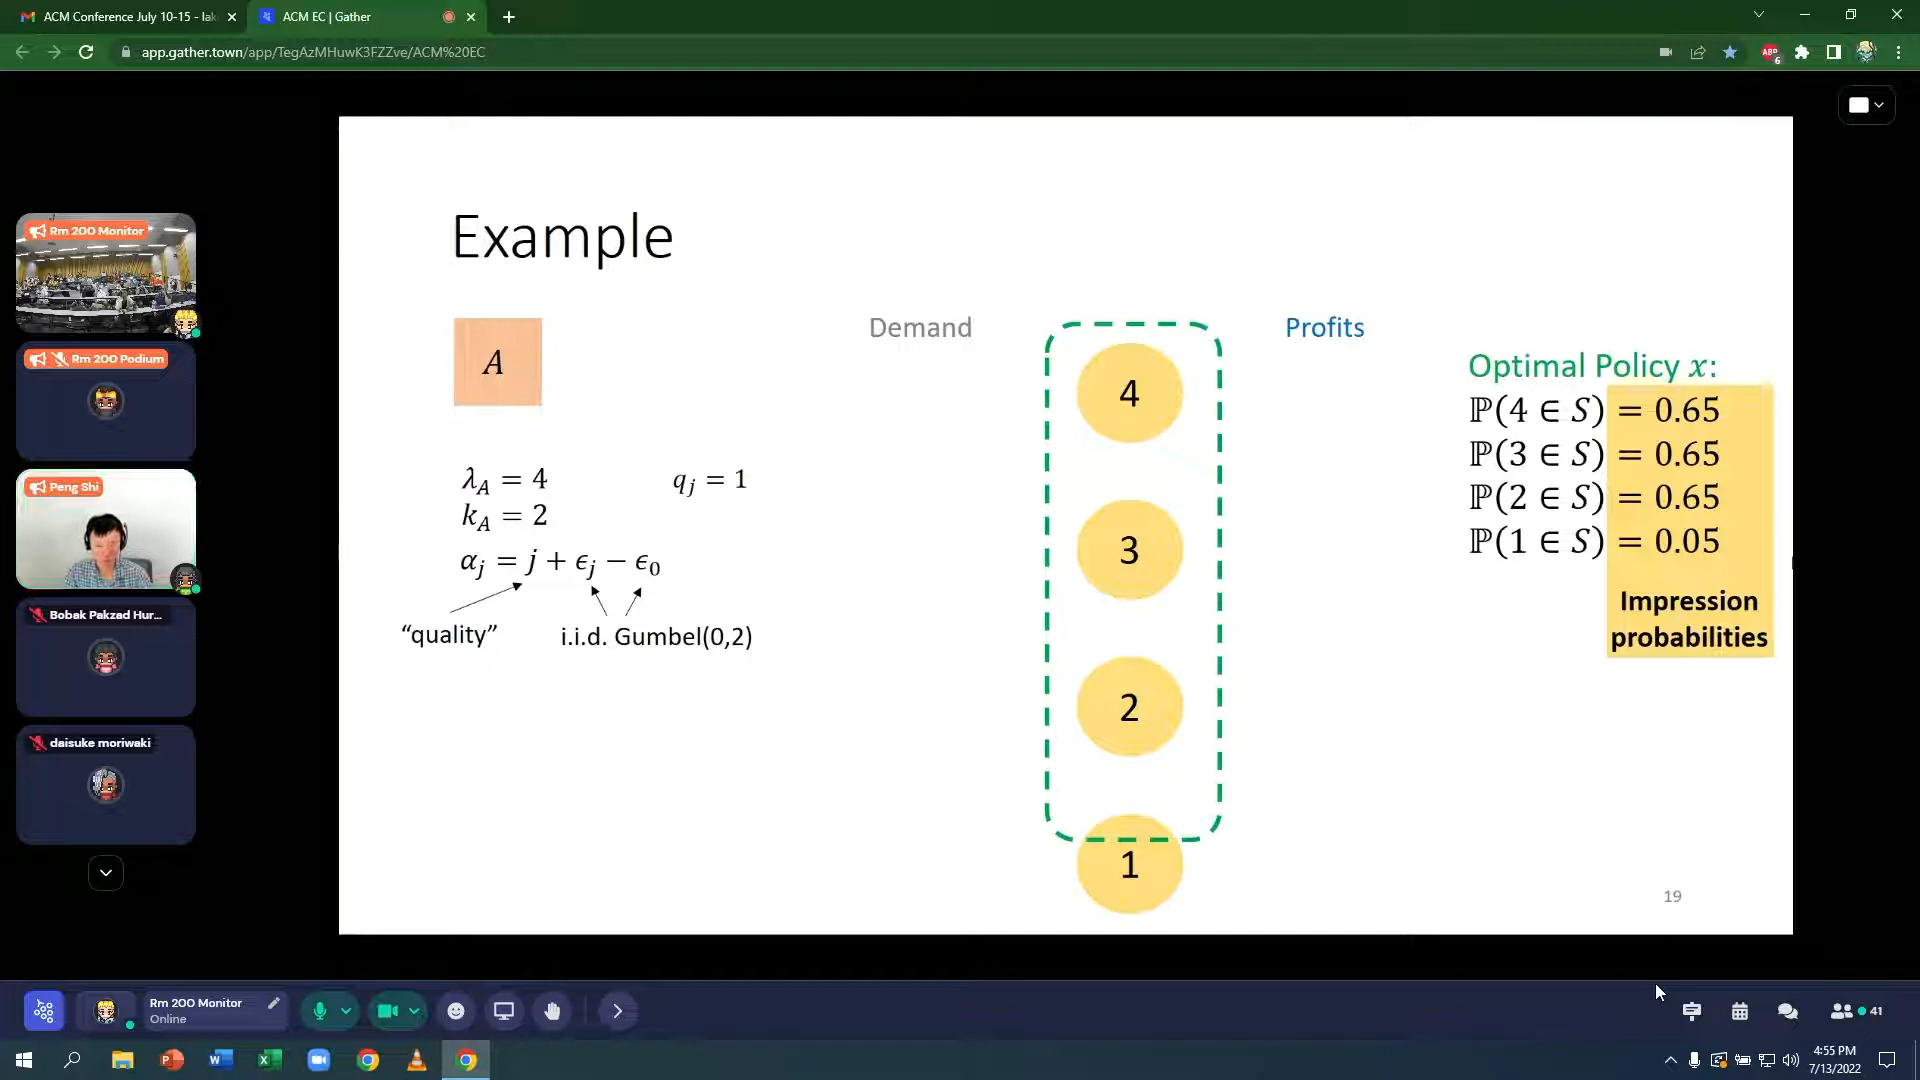 ACM Conference July 10-15 - lak
ACM EC | Gather
app.gather.town/app/TegAzMHuwK3FZZve/ACM%20EC
ABP
6
Rm 200 Monitor
Rm 200 Podium
Peng Shi
Bobak Pakzad Hur...
daisuke moriwaki
Example
A
λ_A = 4
q_j = 1
k_A = 2
α_j = j + ϵ_j − ϵ_0
“quality”
i.i.d. Gumbel(0,2)
Demand
4
3
2
1
Profits
Optimal Policy x:
ℙ(4 ∈ S) = 0.65
ℙ(3 ∈ S) = 0.65
ℙ(2 ∈ S) = 0.65
ℙ(1 ∈ S) = 0.05
Impression
probabilities
19
Rm 200 Monitor
Online
41
4:55 PM
7/13/2022